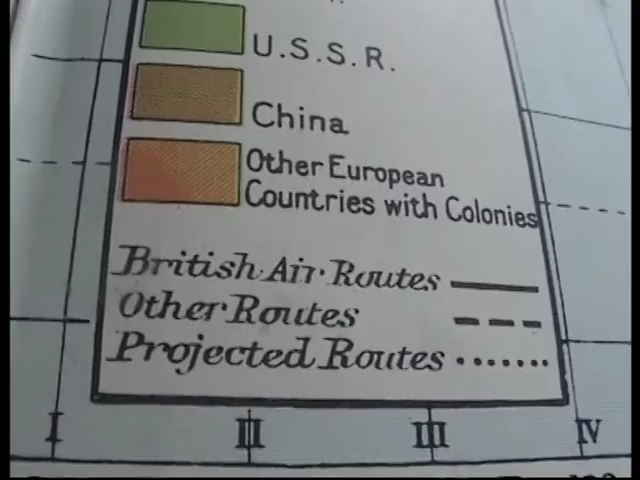 U.S.S.R.
China
Other European
Countries with Colonies
British Air Routes
Other Routes
Projected Routes
I II III IV